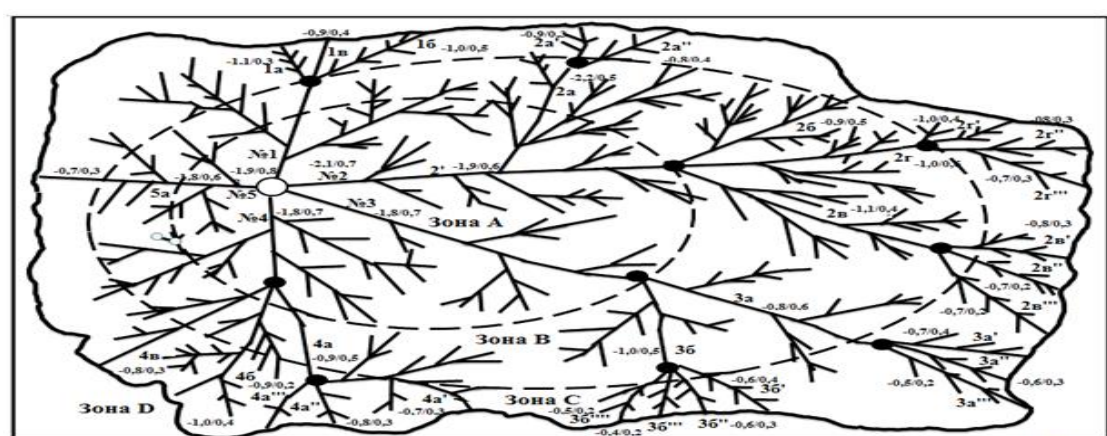 -0,9/0,4
1б
-1,0/0,5
-0,9/0,3
2а'
2а''
-1,1/0,3
1а
1в
-0,8/0,4
-2,2/0,5
2а
2б
-0,9/0,5
-1,0/0,4
2г'
-0,8/0,3
2г''
№1
-2,1/0,7
№2
2'
-1,9/0,6
2г
-0,7/0,3
-0,7/0,3
-1,8/0,6
-1,9/0,8
2г'''
5а
№5
№3
№4
-1,8/0,7
-1,8/0,7
Зона А
2в
-1,1/0,4
-0,8/0,3
2в'
2в''
-0,7/0,2
2в'''
-0,7/0,2
3а
-0,8/0,6
Зона В
-0,7/0,4
3а'
3а''
4а
4в
-0,9/0,5
-1,0/0,5
3б
-0,8/0,3
4б
-0,9/0,2
-0,6/0,4
3б'
-0,5/0,2
-0,6/0,3
3а'''
Зона D
4а'''
4а''
4а'
Зона С
-0,7/0,3
-0,5/0,2
3б''''
3б'''
3б''
-0,6/0,3
-1,0/0,4
-0,8/0,3
-0,4/0,2